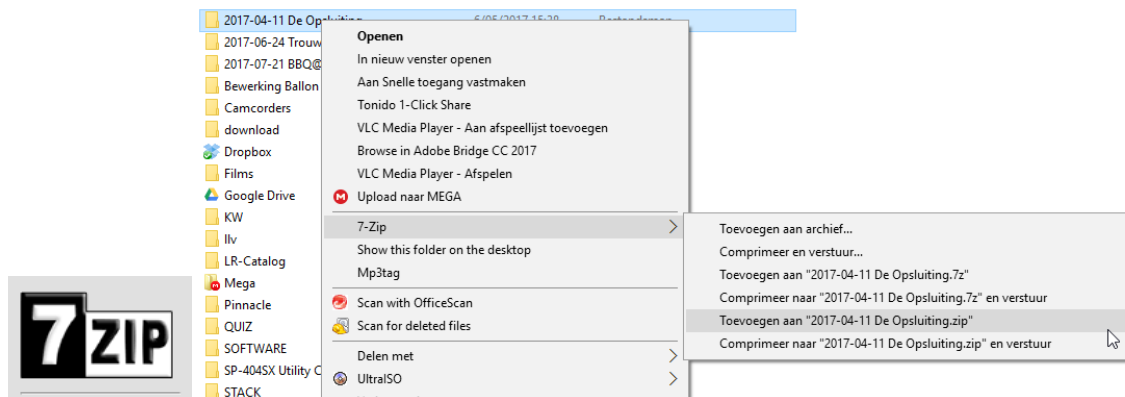 2017-04-11 De Opsluiting 6/05/2017 15:28 Bestandsmap
2017-06-24 Trouw
2017-07-21 BBQ@
Bewerking Ballon
Camcorders
download
Dropbox
Films
Google Drive
KW
llv
LR-Catalog
Mega
Pinnacle
QUIZ
SOFTWARE
SP-404SX Utility C
STACK
Openen
In nieuw venster openen
Aan Snelle toegang vastmaken
Tonido 1-Click Share
VLC Media Player - Aan afspeellijst toevoegen
Browse in Adobe Bridge CC 2017
VLC Media Player - Afspelen
Upload naar MEGA
7-Zip
Show this folder on the desktop
Mp3tag
Scan with OfficeScan
Scan for deleted files
Delen met
UltraISO
Toevoegen aan archief...
Comprimeer en verstuur...
Toevoegen aan "2017-04-11 De Opsluiting.7z"
Comprimeer naar "2017-04-11 De Opsluiting.7z" en verstuur
Toevoegen aan "2017-04-11 De Opsluiting.zip"
Comprimeer naar "2017-04-11 De Opsluiting.zip" en verstuur
7 ZIP